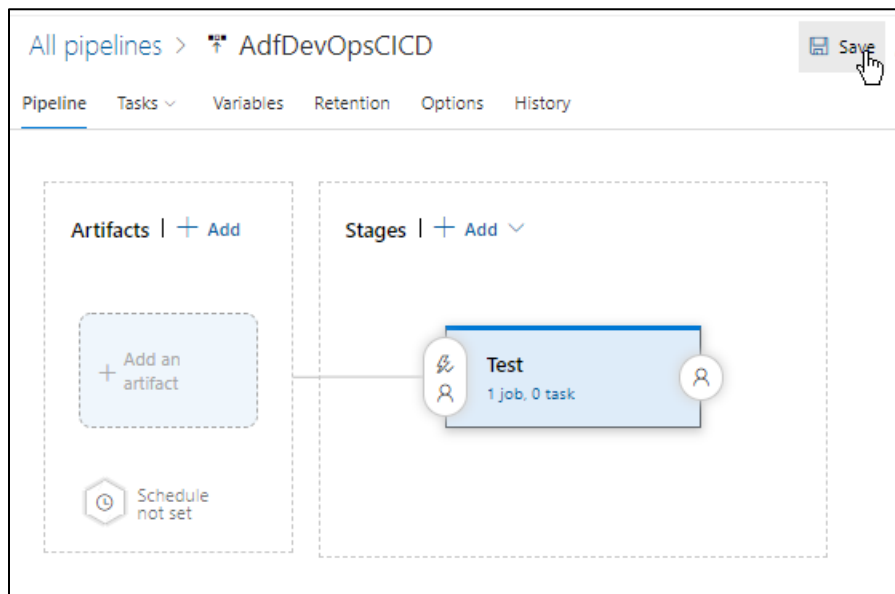 All pipelines > AdfDevOpsCICD
Save
Pipeline Tasks Variables Retention Options History
Artifacts | + Add
Stages | + Add
+ Add an
artifact
Test
1 job, 0 task
Schedule
not set